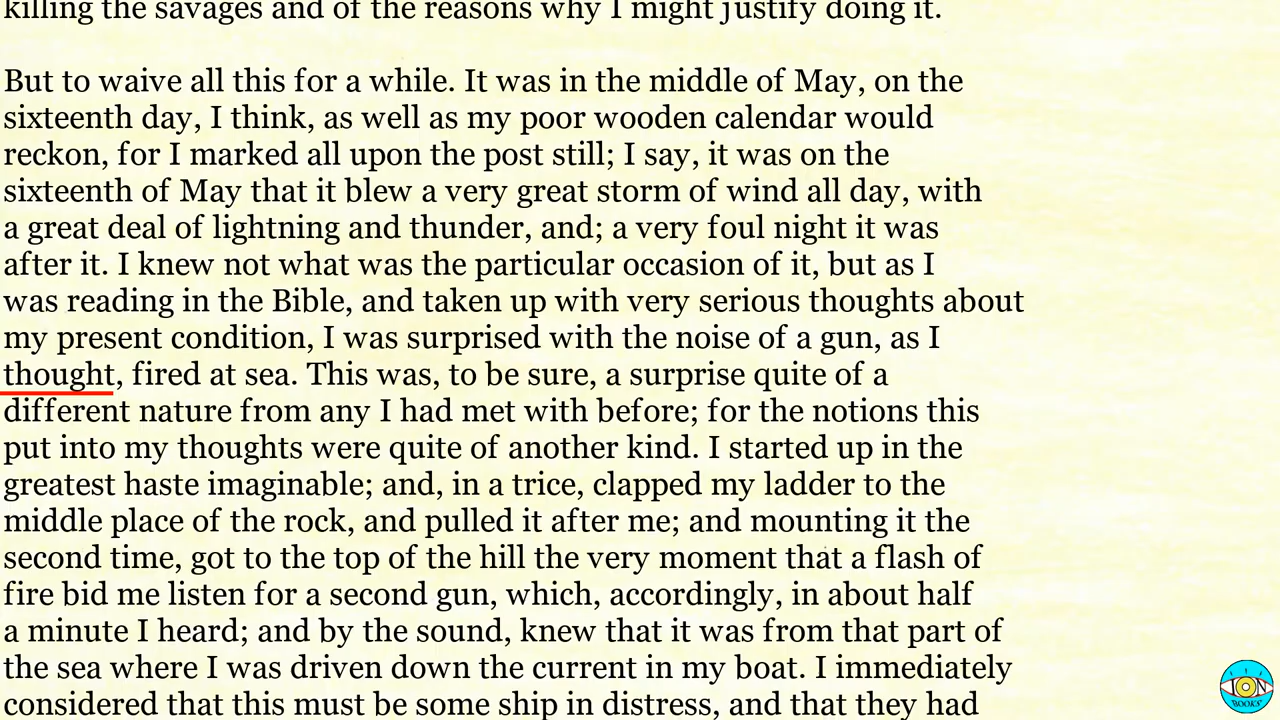 killing the savages and of the reasons why I might justify doing it.
But to waive all this for a while. It was in the middle of May, on the
sixteenth day, I think, as well as my poor wooden calendar would
reckon, for I marked all upon the post still; I say, it was on the
sixteenth of May that it blew a very great storm of wind all day, with
a great deal of lightning and thunder, and; a very foul night it was
after it. I knew not what was the particular occasion of it, but as I
was reading in the Bible, and taken up with very serious thoughts about
my present condition, I was surprised with the noise of a gun, as I
thought, fired at sea. This was, to be sure, a surprise quite of a
different nature from any I had met with before; for the notions this
put into my thoughts were quite of another kind. I started up in the
greatest haste imaginable; and, in a trice, clapped my ladder to the
middle place of the rock, and pulled it after me; and mounting it the
second time, got to the top of the hill the very moment that a flash of
fire bid me listen for a second gun, which, accordingly, in about half
a minute I heard; and by the sound, knew that it was from that part of
the sea where I was driven down the current in my boat. I immediately
considered that this must be some ship in distress, and that they had
ION
BOOKS